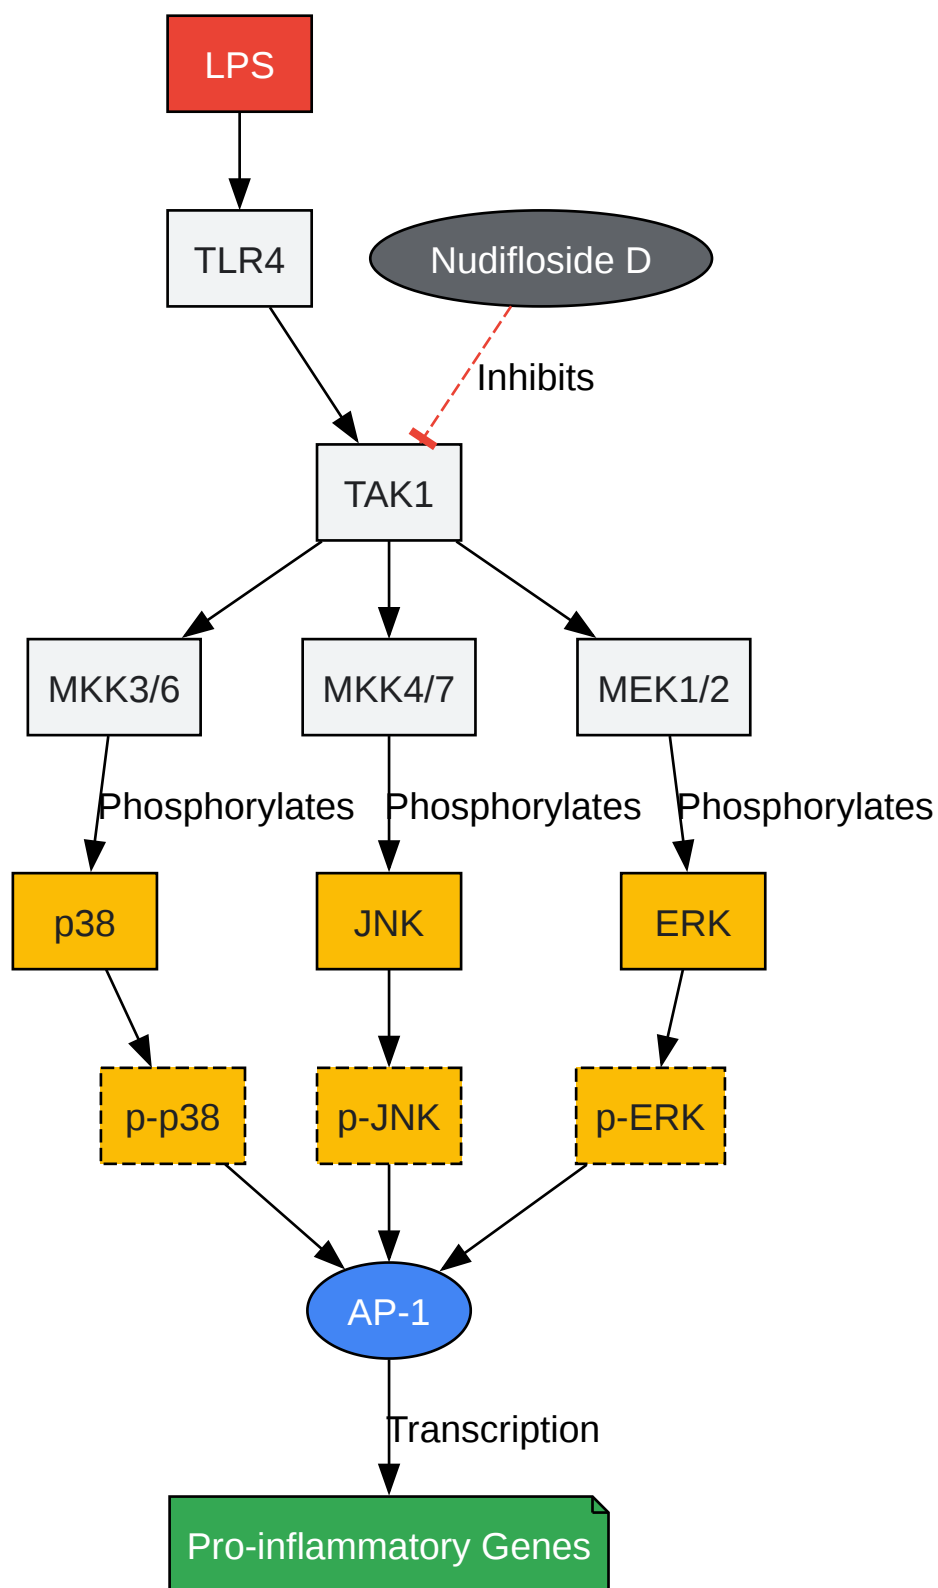 LPS
TLR4
Nudifloside D
Inhibits
TAK1
MKK3/6
MKK4/7
MEK1/2
Phosphorylates
Phosphorylates
Phosphorylates
p38
JNK
ERK
p-p38
p-JNK
p-ERK
AP-1
Transcription
Pro-inflammatory Genes